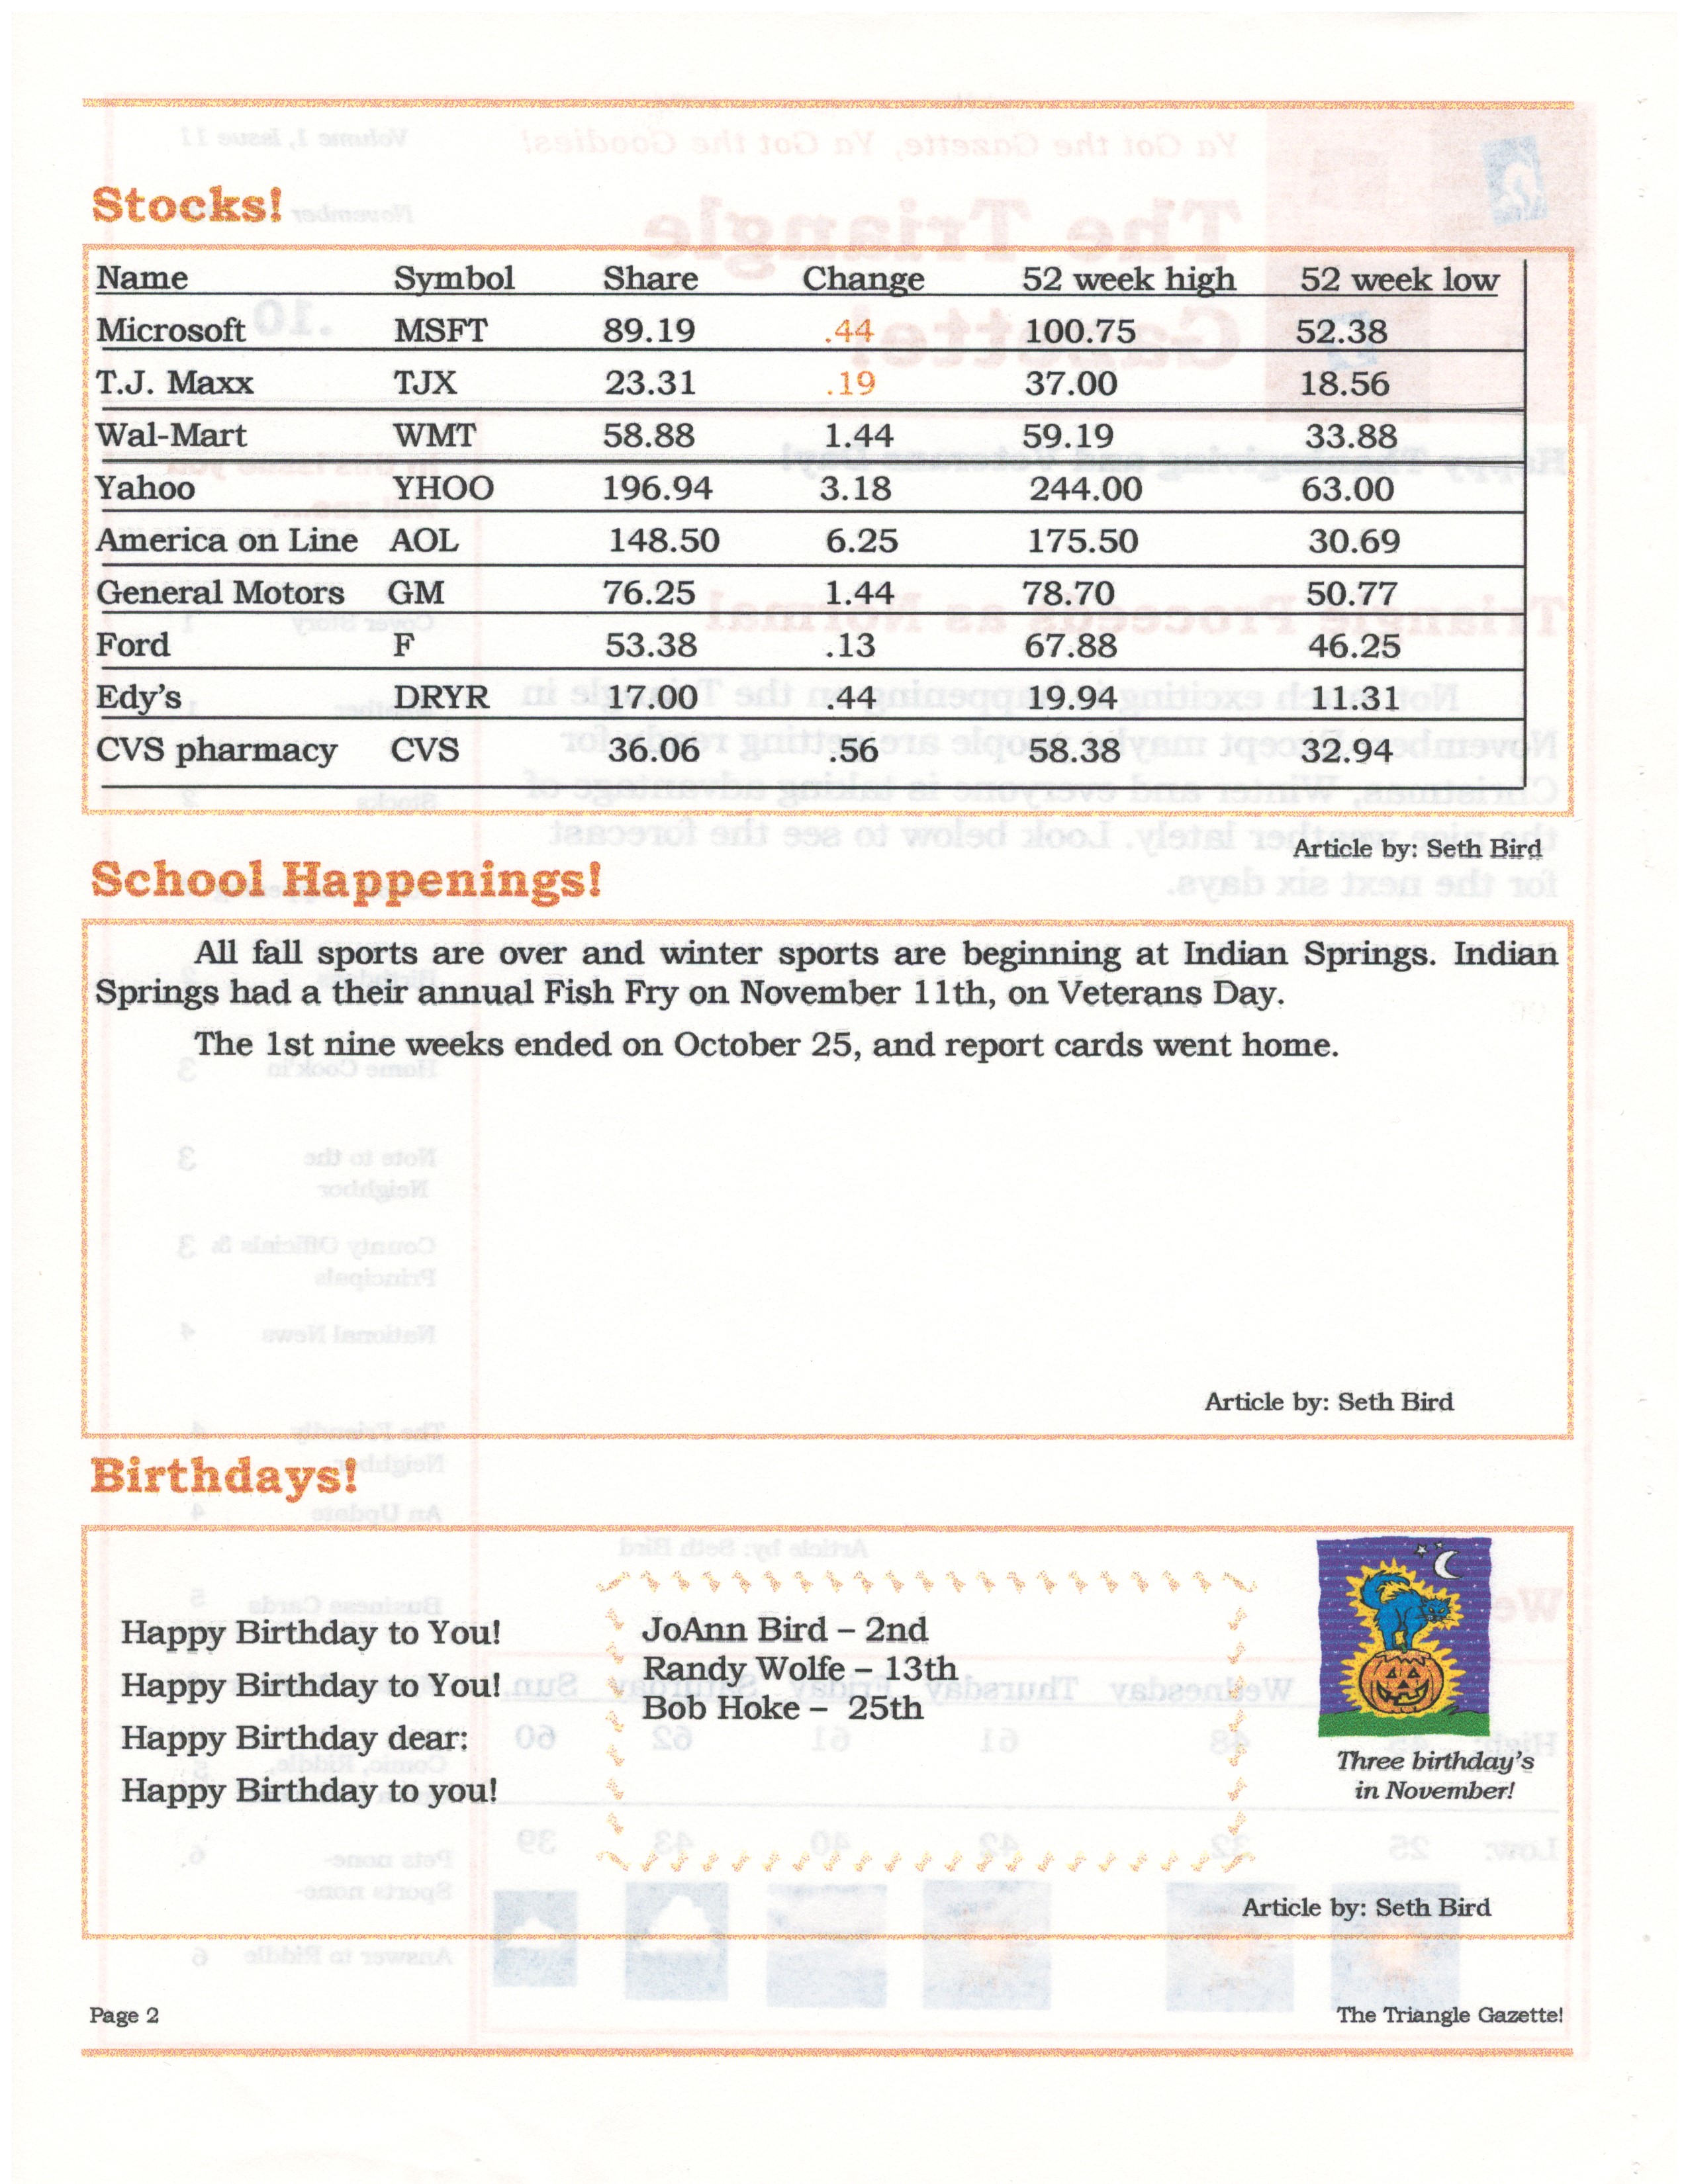 Stocks!
Name Symbol Share Change 52 week high 52 week low
Microsoft MSFT 89.19 .44 100.75 52.38
T.J. Maxx TJX 23.31 .19 37.00 18.56
Wal-Mart WMT 58.88 1.44 59.19 33.88
Yahoo YHOO 196.94 3.18 244.00 63.00
America on Line AOL 148.50 6.25 175.50 30.69
General Motors GM 76.25 1.44 78.70 50.77
Ford F 53.38 .13 67.88 46.25
Edy's DRYR 17.00 .44 19.94 11.31
CVS pharmacy CVS 36.06 .56 58.38 32.94
Article by: Seth Bird
School Happenings!
All fall sports are over and winter sports are beginning at Indian Springs. Indian
Springs had a their annual Fish Fry on November 11th, on Veterans Day.
The 1st nine weeks ended on October 25, and report cards went home.
Article by: Seth Bird
Birthdays!
Happy Birthday to You!
Happy Birthday to You!
Happy Birthday dear:
Happy Birthday to you!
JoAnn Bird – 2nd
Randy Wolfe – 13th
Bob Hoke – 25th
Three birthday's
in November!
Article by: Seth Bird
Page 2
The Triangle Gazette!